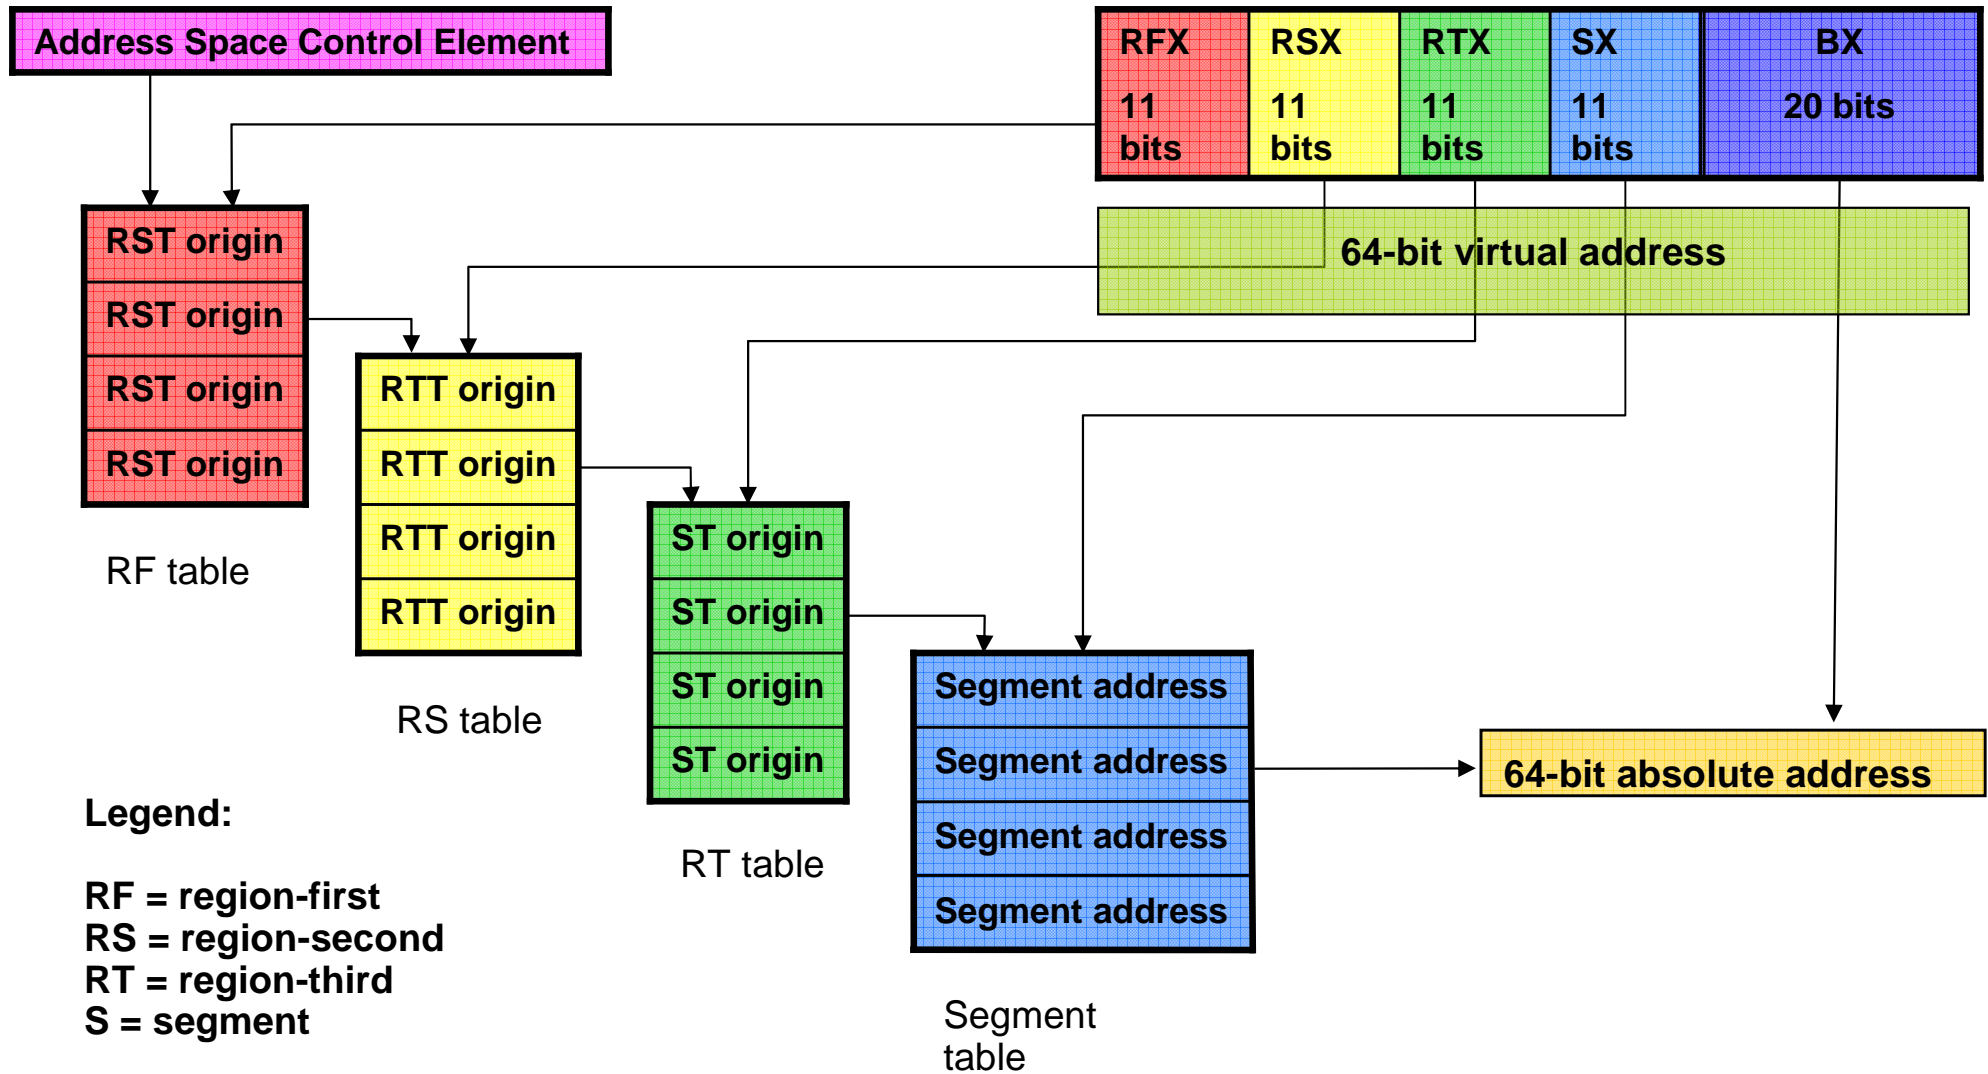 Address Space Control Element
RFX
RSX
RTX
SX
BX
11
bits
11
bits
11
bits
11
bits
20 bits
64-bit virtual address
RST origin
RST origin
RST origin
RST origin
RF table
RTT origin
RTT origin
RTT origin
RTT origin
RS table
ST origin
ST origin
ST origin
ST origin
RT table
Segment address
Segment address
Segment address
Segment address
Segment
table
64-bit absolute address
Legend:
RF = region-first
RS = region-second
RT = region-third
S = segment